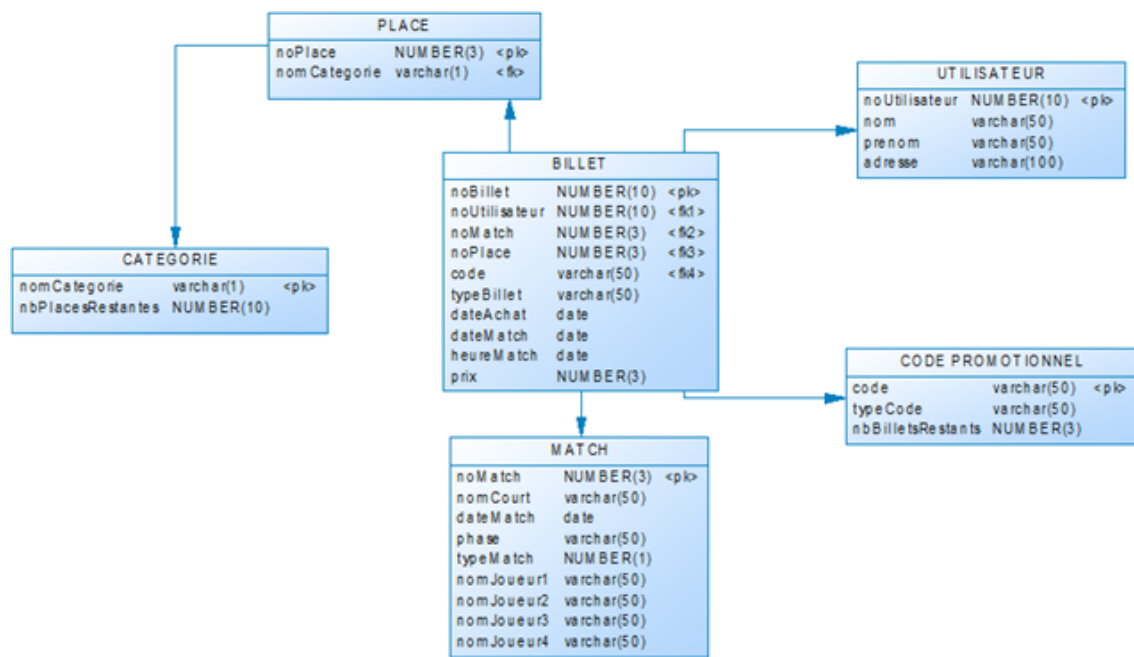 PLACE
noPlace NUMBER(3) <pk>
nomCategorie varchar(1) <fk>
UTILISATEUR
noUtilisateur NUMBER(10) <pk>
nom varchar(50)
prenom varchar(50)
adresse varchar(100)
BILLET
noBillet NUMBER(10) <pk>
noUtilisateur NUMBER(10) <fk1>
noMatch NUMBER(3) <fk2>
noPlace NUMBER(3) <fk3>
code varchar(50) <fk4>
typeBillet varchar(50)
dateAchat date
dateMatch date
heureMatch date
prix NUMBER(3)
CATEGORIE
nomCategorie varchar(1) <pk>
nbPlacesRestantes NUMBER(10)
CODE PROMOTIONNEL
code varchar(50) <pk>
typeCode varchar(50)
nbBilletsRestants NUMBER(3)
MATCH
noMatch NUMBER(3) <pk>
nomCourt varchar(50)
dateMatch date
phase varchar(50)
typeMatch NUMBER(1)
nomJoueur1 varchar(50)
nomJoueur2 varchar(50)
nomJoueur3 varchar(50)
nomJoueur4 varchar(50)